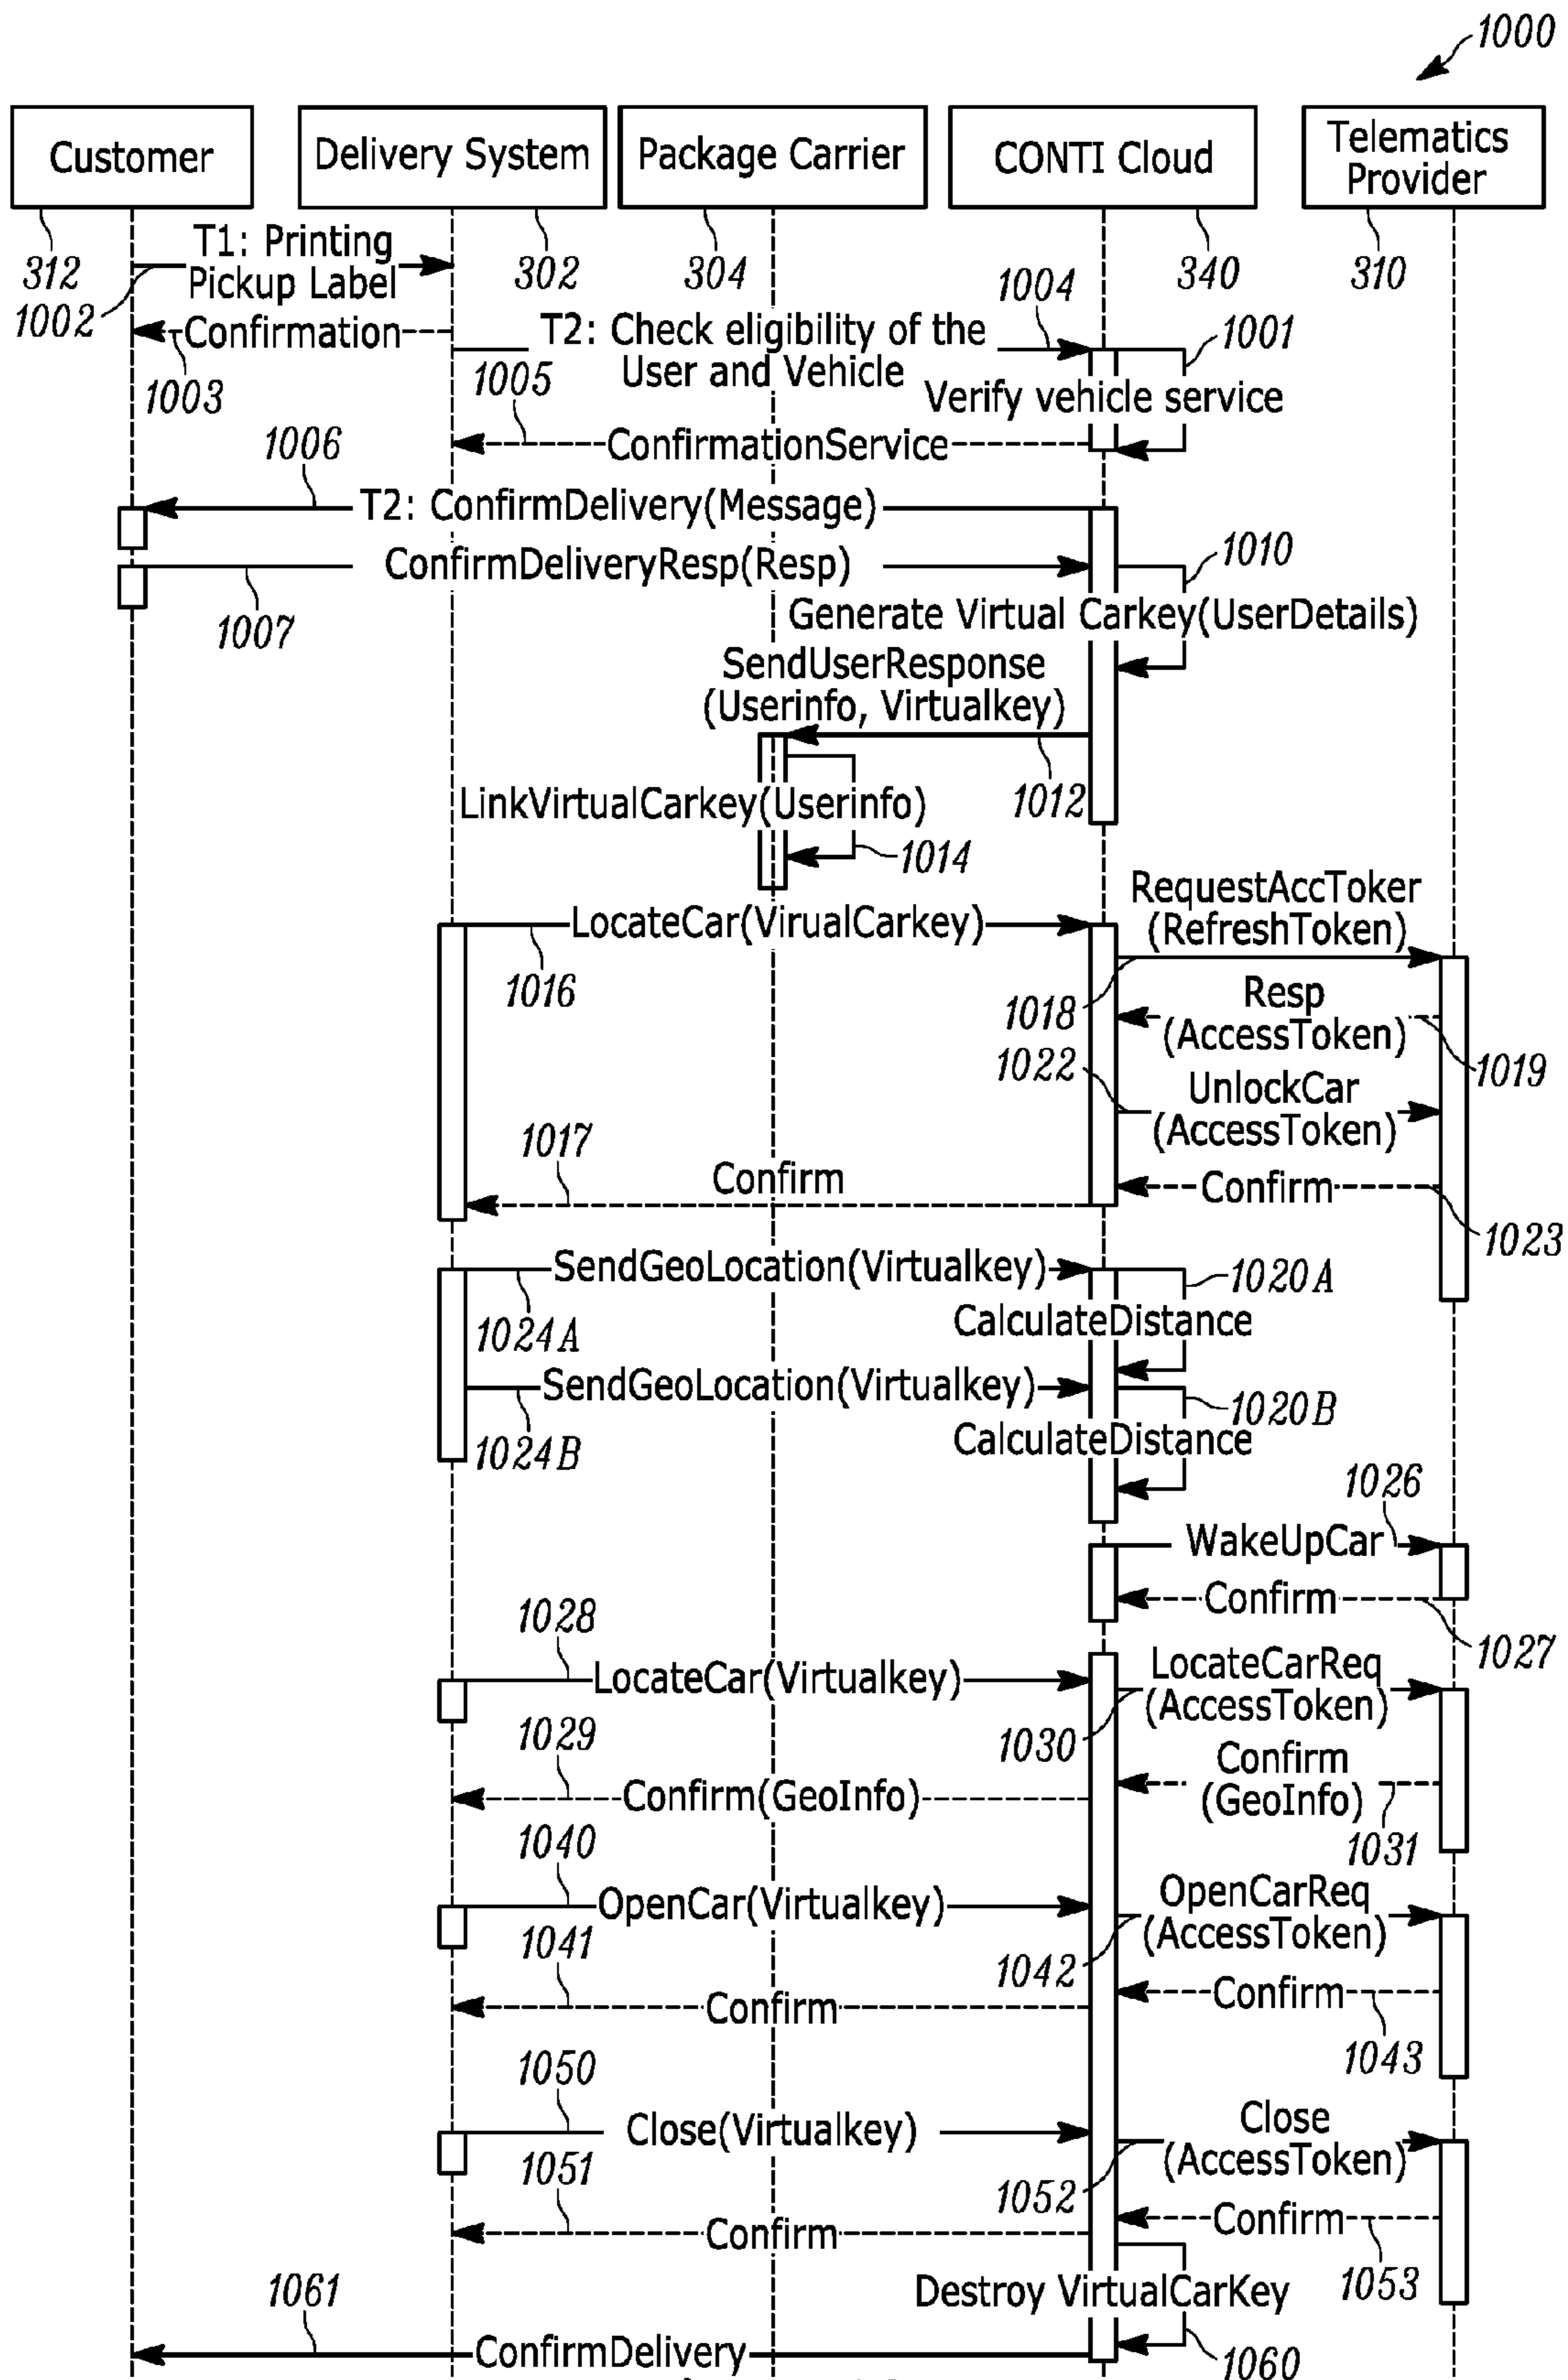 1000
Customer
Delivery System
Package Carrier
CONTI Cloud
Telematics
Provider
312
T1: Printing
Pickup Label
302
304
340
310
1002
Confirmation
1003
1004
T2: Check eligibility of the
User and Vehicle
1001
1005
Verify vehicle service
ConfirmationService
1006
T2: ConfirmDelivery(Message)
ConfirmDeliveryResp(Resp)
1010
1007
Generate Virtual Carkey(UserDetails)
SendUserResponse
(Userinfo, Virtualkey)
1012
LinkVirtualCarkey(Userinfo)
1014
RequestAccToker
(RefreshToken)
LocateCar(VirualCarkey)
1016
1018
Resp
(AccessToken)
1019
1022
UnlockCar
(AccessToken)
1017
Confirm
Confirm
1023
SendGeoLocation(Virtualkey)
1020A
1024A
CalculateDistance
SendGeoLocation(Virtualkey)
1020B
1024B
CalculateDistance
1026
WakeUpCar
Confirm
1027
1028
LocateCar(Virtualkey)
LocateCarReq
(AccessToken)
1030
1029
Confirm(GeoInfo)
Confirm
(GeoInfo)
1031
1040
OpenCar(Virtualkey)
OpenCarReq
(AccessToken)
1041
1042
Confirm
Confirm
1043
1050
Close(Virtualkey)
Close
(AccessToken)
1051
1052
Confirm
Confirm
1053
Destroy VirtualCarKey
1061
ConfirmDelivery
1060